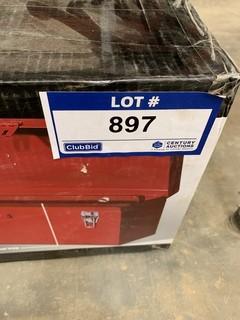 LOT #
897
ClubBid
CENTURY
AUCTIONS